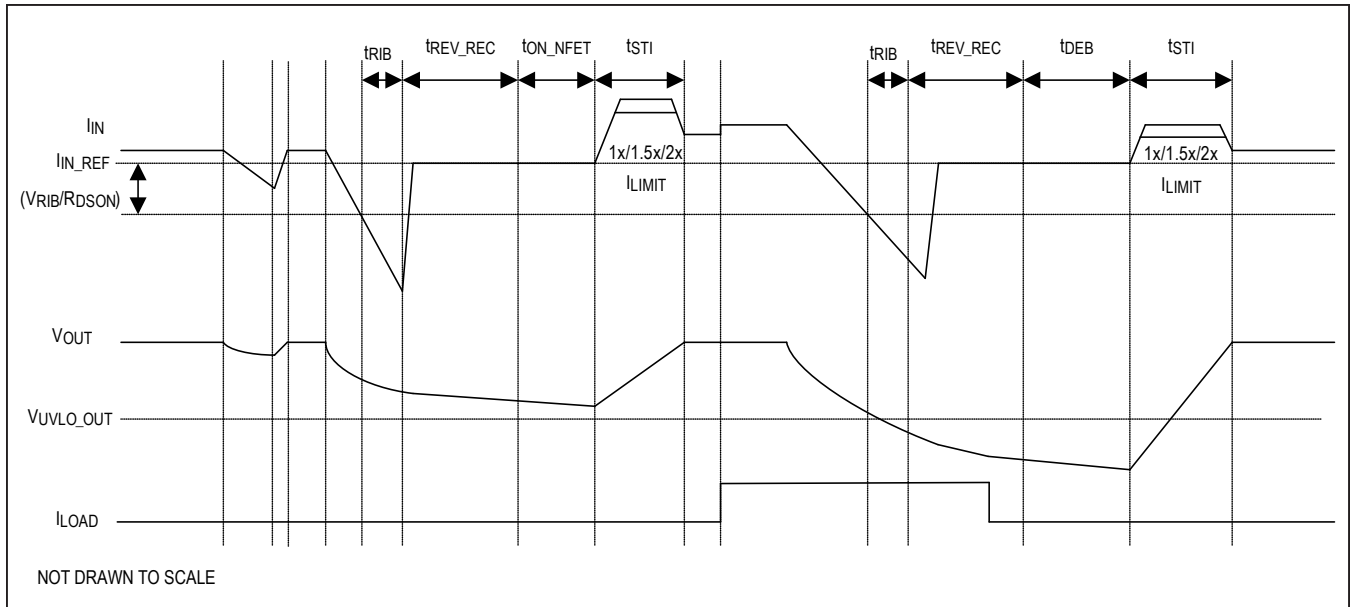 tRIB tREV_REC tON_NFET tSTI tRIB tREV_REC tDEB tSTI
IIN
IIN_REF
1x/1.5x/2x 1x/1.5x/2x
ILIMIT ILIMIT
(VRIB/RDSON)
VOUT
VUVLO_OUT
ILOAD
NOT DRAWN TO SCALE